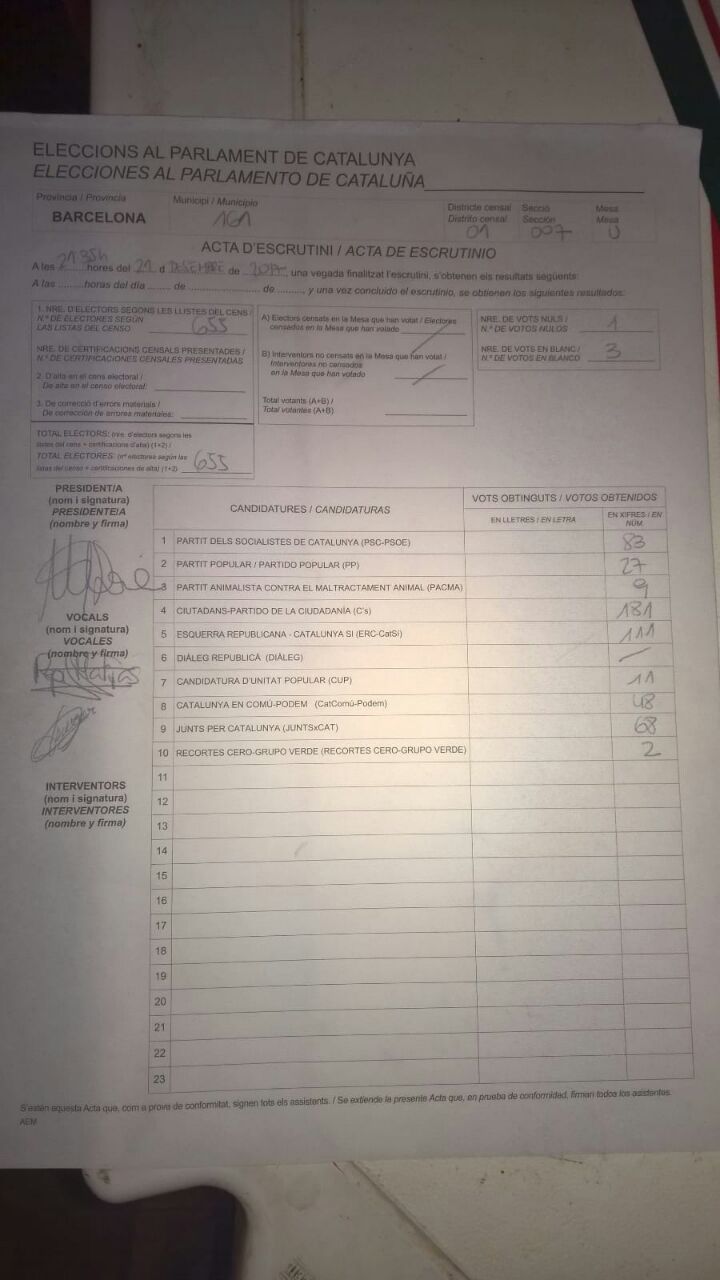 ELECCIONS AL PARLAMENT DE CATALUNYA
ELECCIONES AL PARLAMENTO DE CATALUÑA
Provincia / Provincia
BARCELONA
Municipi / Municipio
161
Districte censal
Distrito censal
01
Secció
Sección
007
Mesa
Mesa
U
ACTA D'ESCRUTINI / ACTA DE ESCRUTINIO
A les 21:35h hores del 21 d DESEMBRE de 2017 una vegada finalitzat l'escrutini, s'obtenen els resultats següents:
A las ......... horas del día ........ de ................................ de .........., y una vez concluido el escrutinio, se obtienen los siguientes resultados:
1. NRE. D'ELECTORS SEGONS LES LLISTES DEL CENS /
N.º DE ELECTORES SEGÚN
LAS LISTAS DEL CENSO 655
NRE. DE CERTIFICACIONS CENSALS PRESENTADES /
N.º DE CERTIFICACIONES CENSALES PRESENTADAS
2. D'alta en el cens electoral /
De alta en el censo electoral:
3. De correcció d'errors materials /
De corrección de errores materiales:
TOTAL ELECTORS: (nre. d'electors segons les
llistes del cens + certificacions d'alta) (1+2) /
TOTAL ELECTORES: (nº electores según las
listas del censo + certificaciones de alta) (1+2) 655
A) Electors censats en la Mesa que han votat / Electores
censados en la Mesa que han votado
B) Interventors no censats en la Mesa que han votat /
Interventores no censados
en la Mesa que han votado
Total votants (A+B) /
Total votantes (A+B)
NRE. DE VOTS NULS /
N.º DE VOTOS NULOS 1
NRE. DE VOTS EN BLANC /
N.º DE VOTOS EN BLANCO 3
PRESIDENT/A
(nom i signatura)
PRESIDENTE/A
(nombre y firma)
VOCALS
(nom i signatura)
VOCALES
(nombre y firma)
INTERVENTORS
(nom i signatura)
INTERVENTORES
(nombre y firma)
CANDIDATURES / CANDIDATURAS
VOTS OBTINGUTS / VOTOS OBTENIDOS
EN LLETRES / EN LETRA
EN XIFRES / EN
NÚM.
1 PARTIT DELS SOCIALISTES DE CATALUNYA (PSC-PSOE) 83
2 PARTIT POPULAR / PARTIDO POPULAR (PP) 27
3 PARTIT ANIMALISTA CONTRA EL MALTRACTAMENT ANIMAL (PACMA) 9
4 CIUTADANS-PARTIDO DE LA CIUDADANÍA (C's) 181
5 ESQUERRA REPUBLICANA - CATALUNYA SÍ (ERC-CatSí) 111
6 DIÀLEG REPUBLICÀ (DIÀLEG)
7 CANDIDATURA D'UNITAT POPULAR (CUP) 11
8 CATALUNYA EN COMÚ-PODEM (CatComú-Podem) 48
9 JUNTS PER CATALUNYA (JUNTSxCAT) 68
10 RECORTES CERO-GRUPO VERDE (RECORTES CERO-GRUPO VERDE) 2
11
12
13
14
15
16
17
18
19
20
21
22
23
S'estén aquesta Acta que, com a prova de conformitat, signen tots els assistents. / Se extiende la presente Acta que, en prueba de conformidad, firman todos los asistentes.
AEM